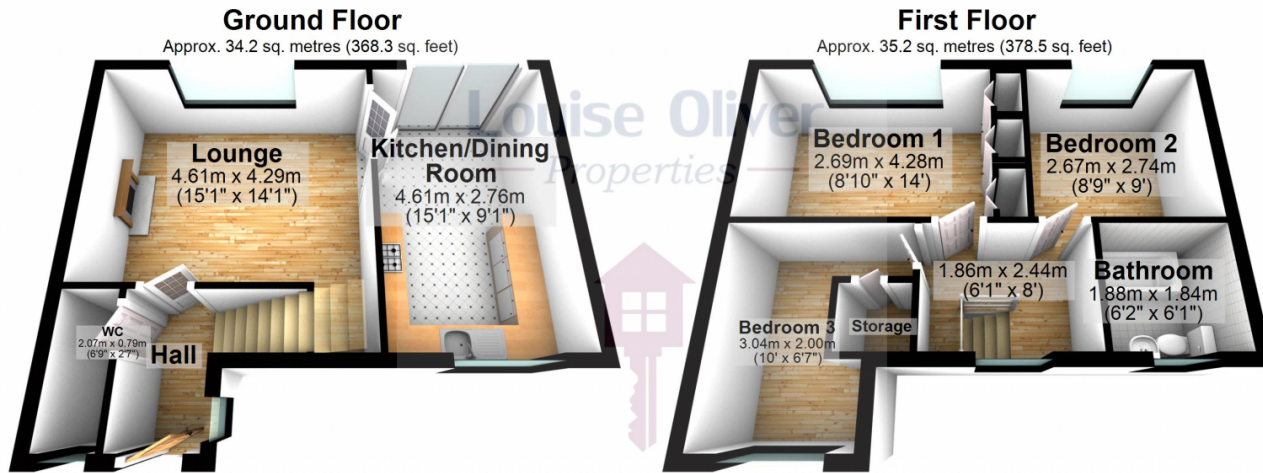 Ground Floor
Approx. 34.2 sq. metres (368.3 sq. feet)
First Floor
Approx. 35.2 sq. metres (378.5 sq. feet)
Louise Oliver
Properties
Lounge
4.61m x 4.29m
(15'1" x 14'1")
Kitchen/Dining
Room
4.61m x 2.76m
(15'1" x 9'1")
WC
2.07m x 0.79m
(6'9" x 2'7")
Hall
Bedroom 1
2.69m x 4.28m
(8'10" x 14')
Bedroom 2
2.67m x 2.74m
(8'9" x 9')
Bedroom 3
3.04m x 2.00m
(10' x 6'7")
Storage
1.86m x 2.44m
(6'1" x 8')
Bathroom
1.88m x 1.84m
(6'2" x 6'1")